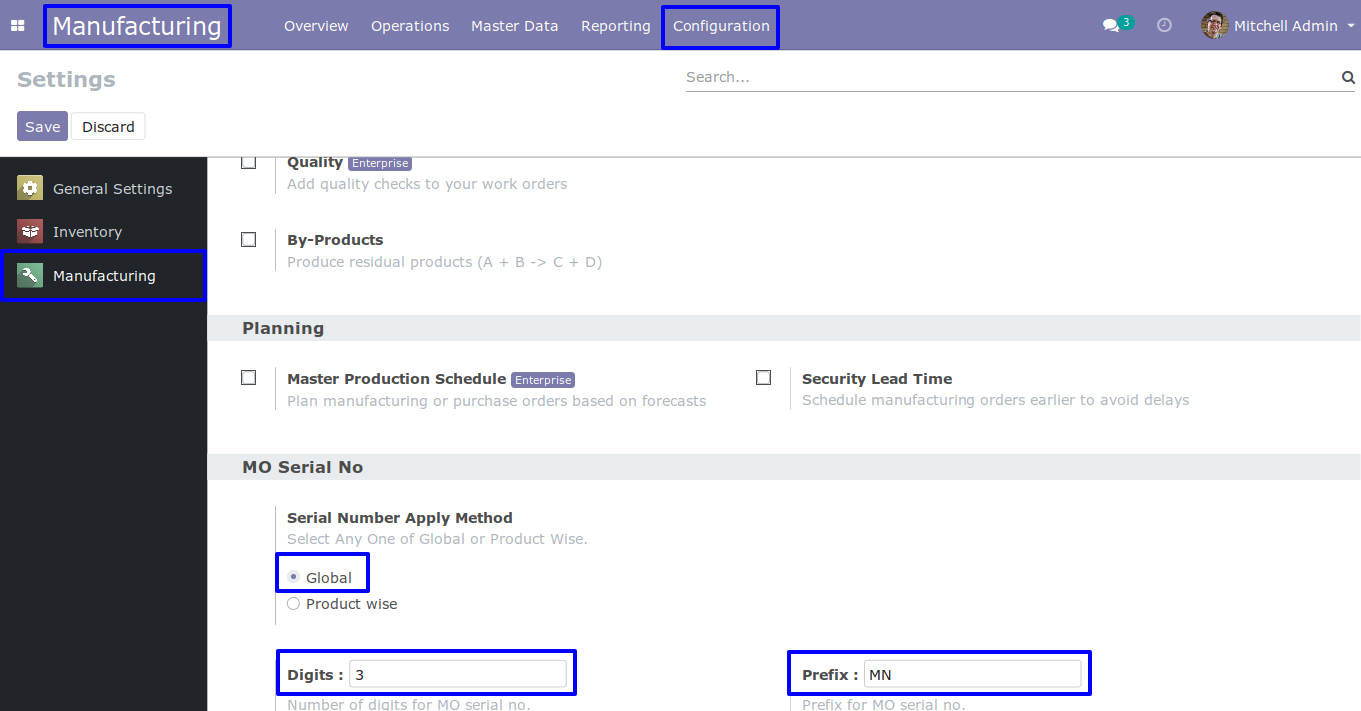 Manufacturing Overview Operations Master Data Reporting Configuration 3 Mitchell Admin
Settings Search...
Save Discard
General Settings
Inventory
Manufacturing
Quality Enterprise
Add quality checks to your work orders
By-Products
Produce residual products (A + B -> C + D)
Planning
Master Production Schedule Enterprise Security Lead Time
Plan manufacturing or purchase orders based on forecasts Schedule manufacturing orders earlier to avoid delays
MO Serial No
Serial Number Apply Method
Select Any One of Global or Product Wise.
Global
Product wise
Digits : 3 Prefix : MN
Number of digits for MO serial no. Prefix for MO serial no.